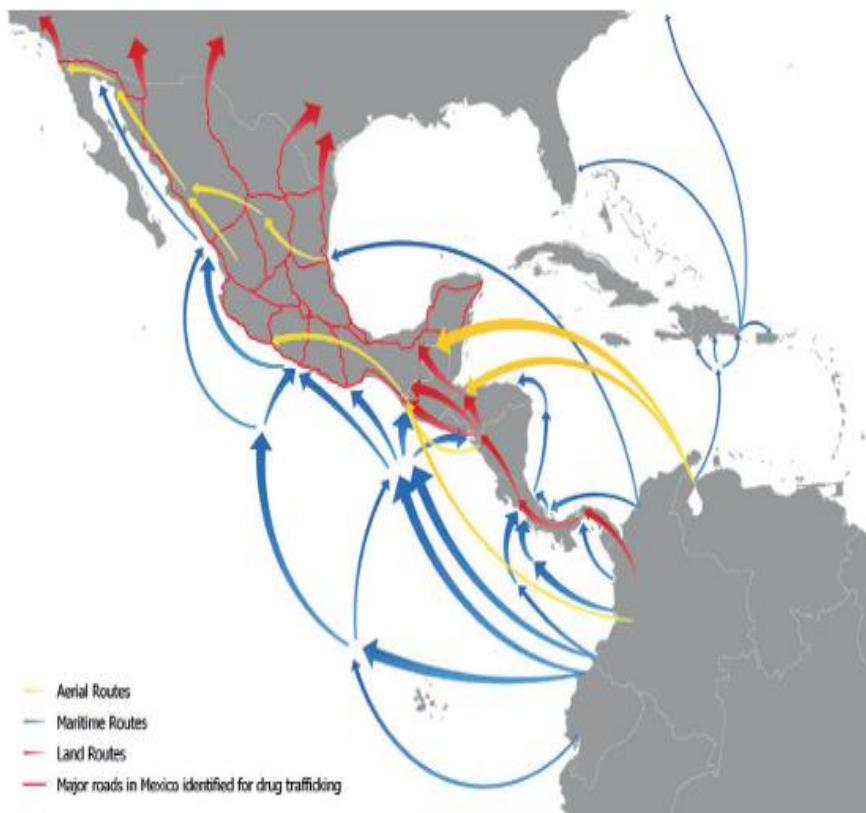 Aerial Routes
Maritime Routes
Land Routes
Major roads in Mexico identified for drug trafficking